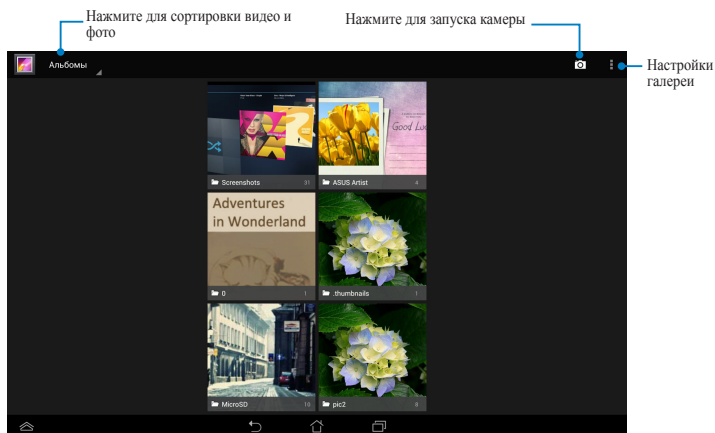 Нажмите для сортировки видео и
фото
Нажмите для запуска камеры
Настройки
галереи
Альбомы
Good Luc
Screenshots 31
ASUS Artist 4
Adventures
in Wonderland
0 1
.thumbnails 1
MicroSD 10
pic2 8